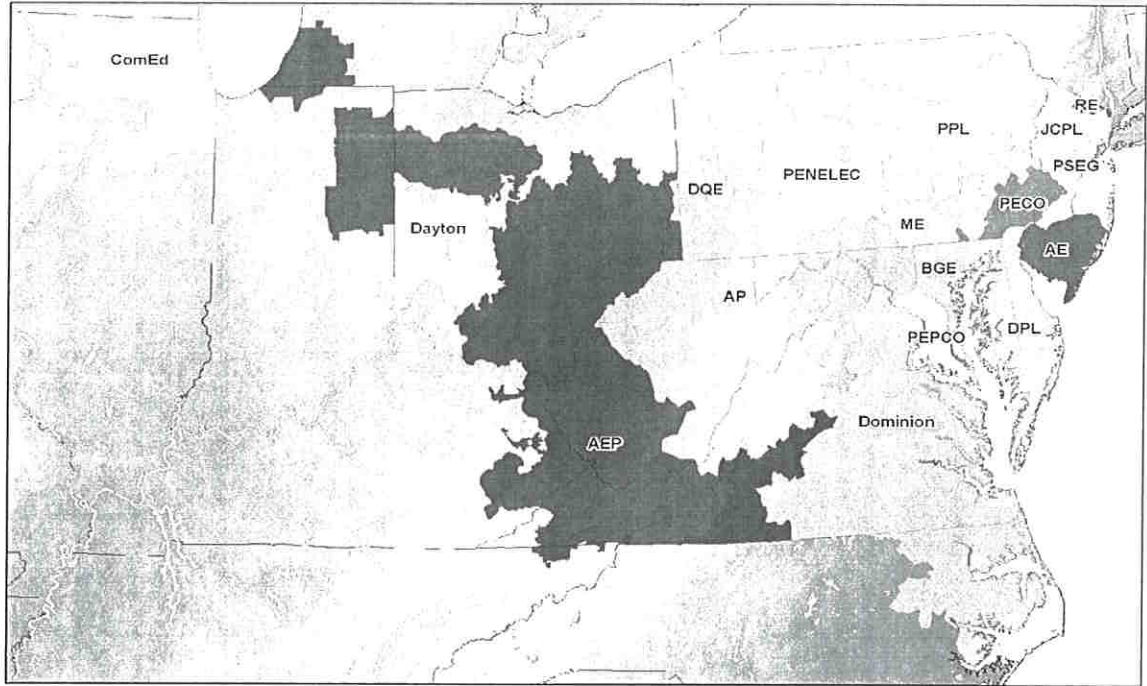 ComEd
RE
PPL
JCPL
PSEG
PENELEC
DQE
PECO
ME
Dayton
AE
BGE
AP
PEPCO
DPL
Dominion
AEP